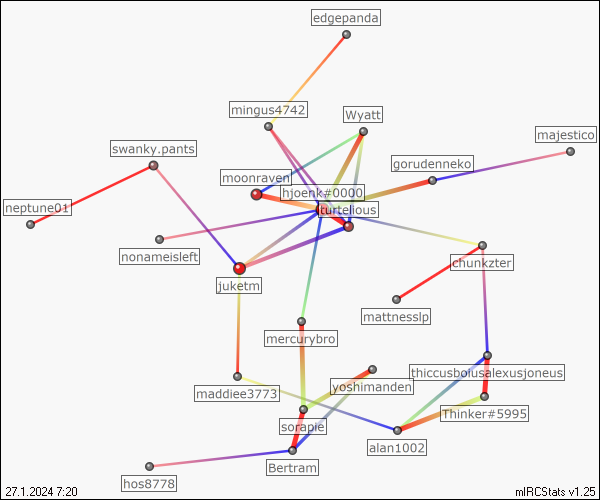 edgepanda
mingus4742
Wyatt
majestico
swanky.pants
gorudenneko
moonraven
hjoenk#0000
neptune01
turtelious
nonameisleft
chunkzter
juketm
mattnesslp
mercurybro
thiccusbolusalexusjoneus
maddiee3773
yoshimanden
Thinker#5995
sorapie
alan1002
Bertram
hos8778
27.1.2024 7:20
mIRCStats v1.25